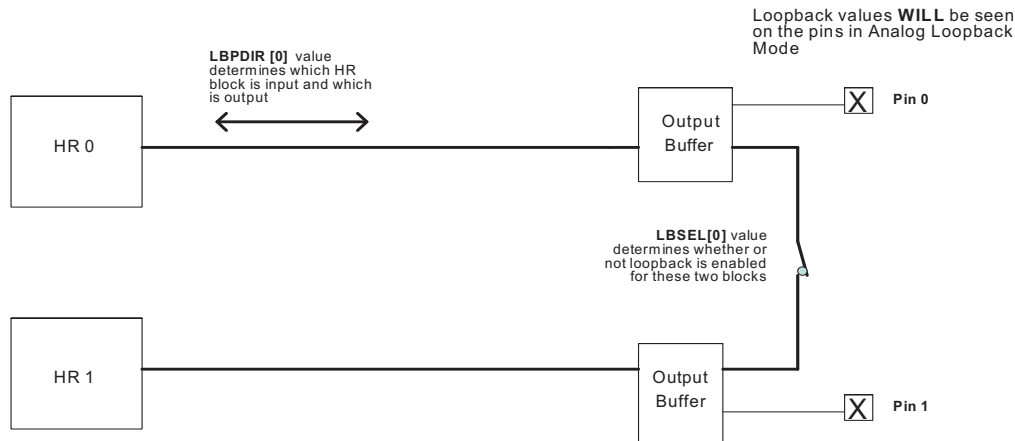 Loopback values WILL be seen
on the pins in Analog Loopback
Mode
LBPDIR [0] value
determines which HR
block is input and which
is output
HR 0
Output
Buffer
X
Pin 0
LBSEL[0] value
determines whether or
not loopback is enabled
for these two blocks
HR 1
Output
Buffer
X
Pin 1